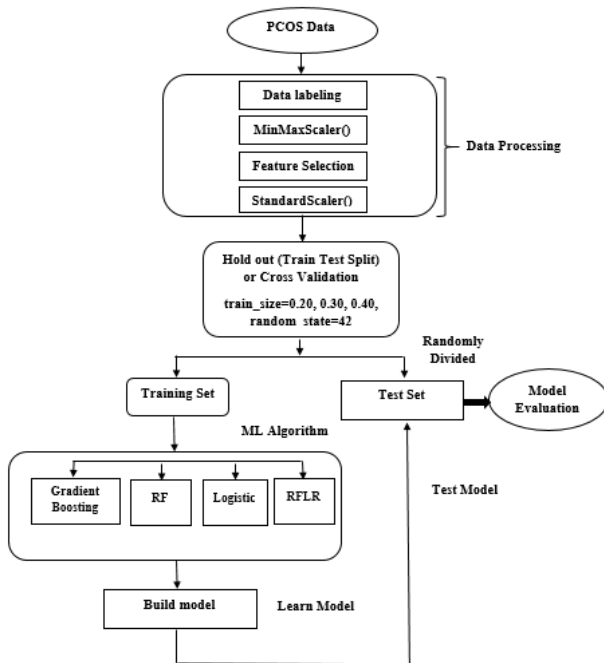 PCOS Data
Data labeling
MinMaxScaler()
Feature Selection
StandardScaler()
Data Processing
Hold out (Train Test Split)
or Cross Validation
train_size=0.20, 0.30, 0.40,
random_state=42
Randomly
Divided
Training Set
Test Set
Model
Evaluation
ML Algorithm
Gradient
Boosting
RF
Logistic
RFLR
Test Model
Build model
Learn Model